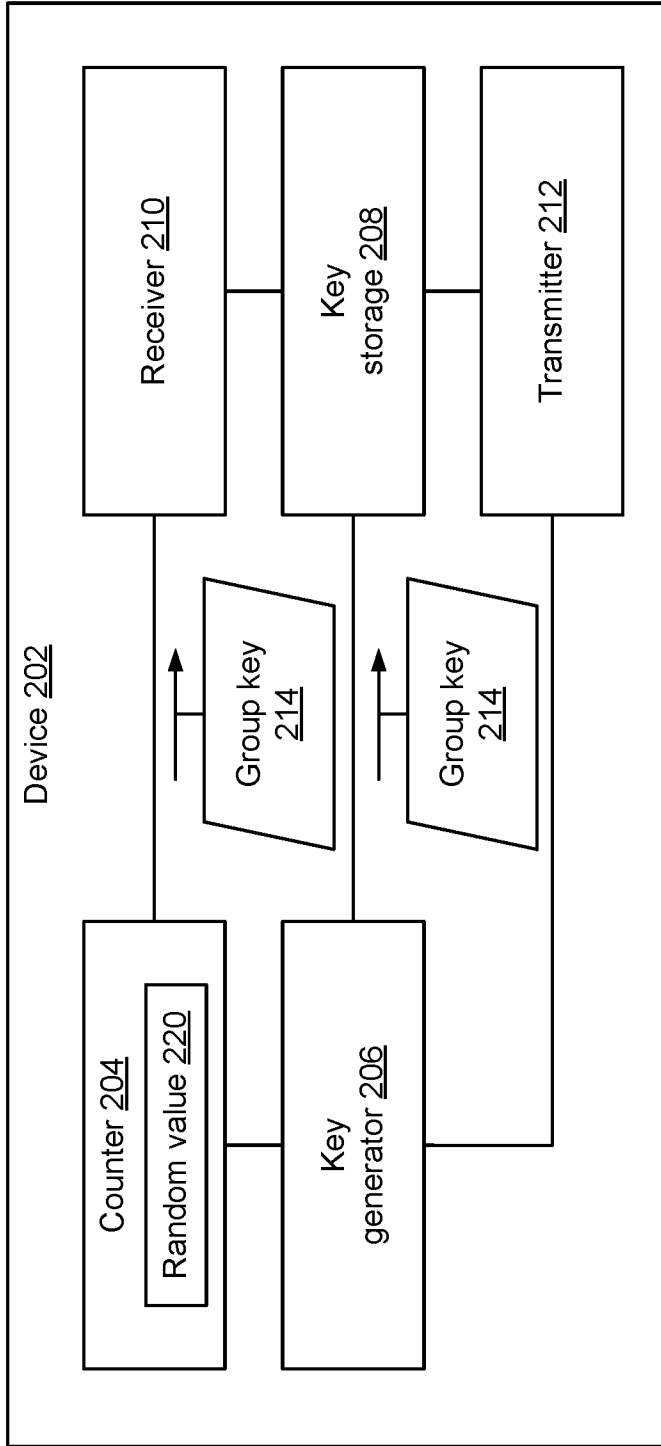 Device 202
Counter 204
Random value 220
Receiver 210
Group key
214
Key
generator 206
Key
storage 208
Group key
214
Transmitter 212